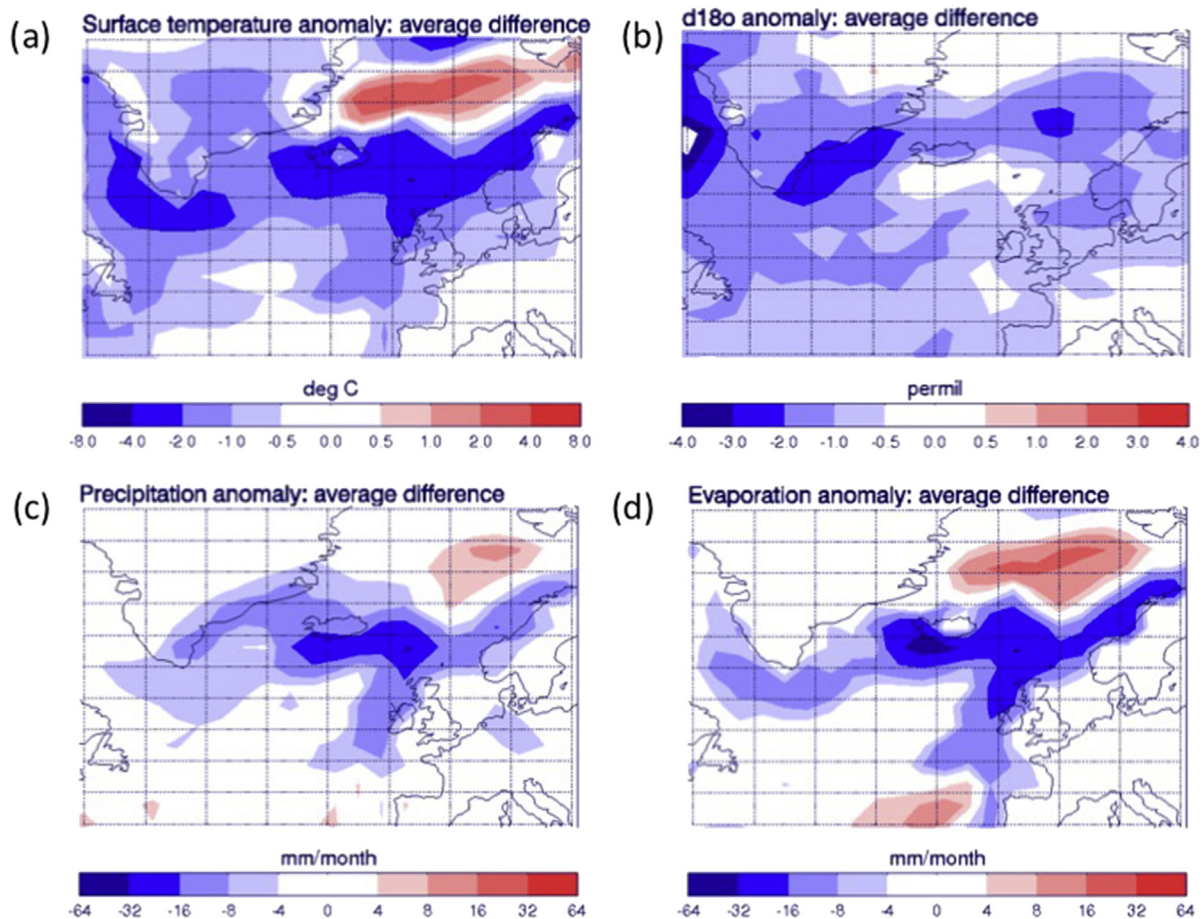 (a) Surface temperature anomaly: average difference
(b) d18o anomaly: average difference
deg C
-8.0 -4.0 -2.0 -1.0 -0.5 0.0 0.5 1.0 2.0 4.0 8.0
permil
-4.0 -3.0 -2.0 -1.0 -0.5 0.0 0.5 1.0 2.0 3.0 4.0
(c) Precipitation anomaly: average difference
(d) Evaporation anomaly: average difference
mm/month
-64 -32 -16 -8 -4 0 4 8 16 32 64
mm/month
-64 -32 -16 -8 -4 0 4 8 16 32 64